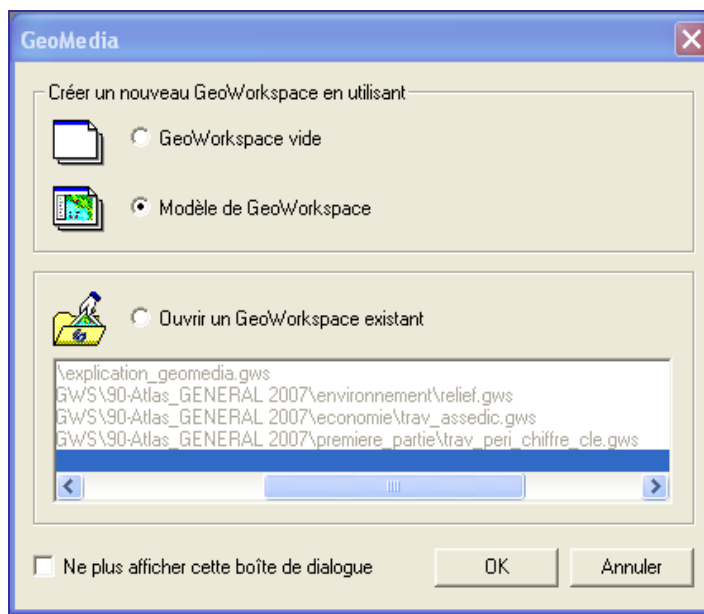 GeoMedia
Créer un nouveau GeoWorkspace en utilisant
GeoWorkspace vide
Modèle de GeoWorkspace
Ouvrir un GeoWorkspace existant
\explication_geomedia.gws
GWS\90-Atlas_GENERAL 2007\environnement\relief.gws
GWS\90-Atlas_GENERAL 2007\economie\trav_assedic.gws
GWS\90-Atlas_GENERAL 2007\premiere_partie\trav_peri_chiffre_cle.gws
Ne plus afficher cette boîte de dialogue
OK
Annuler